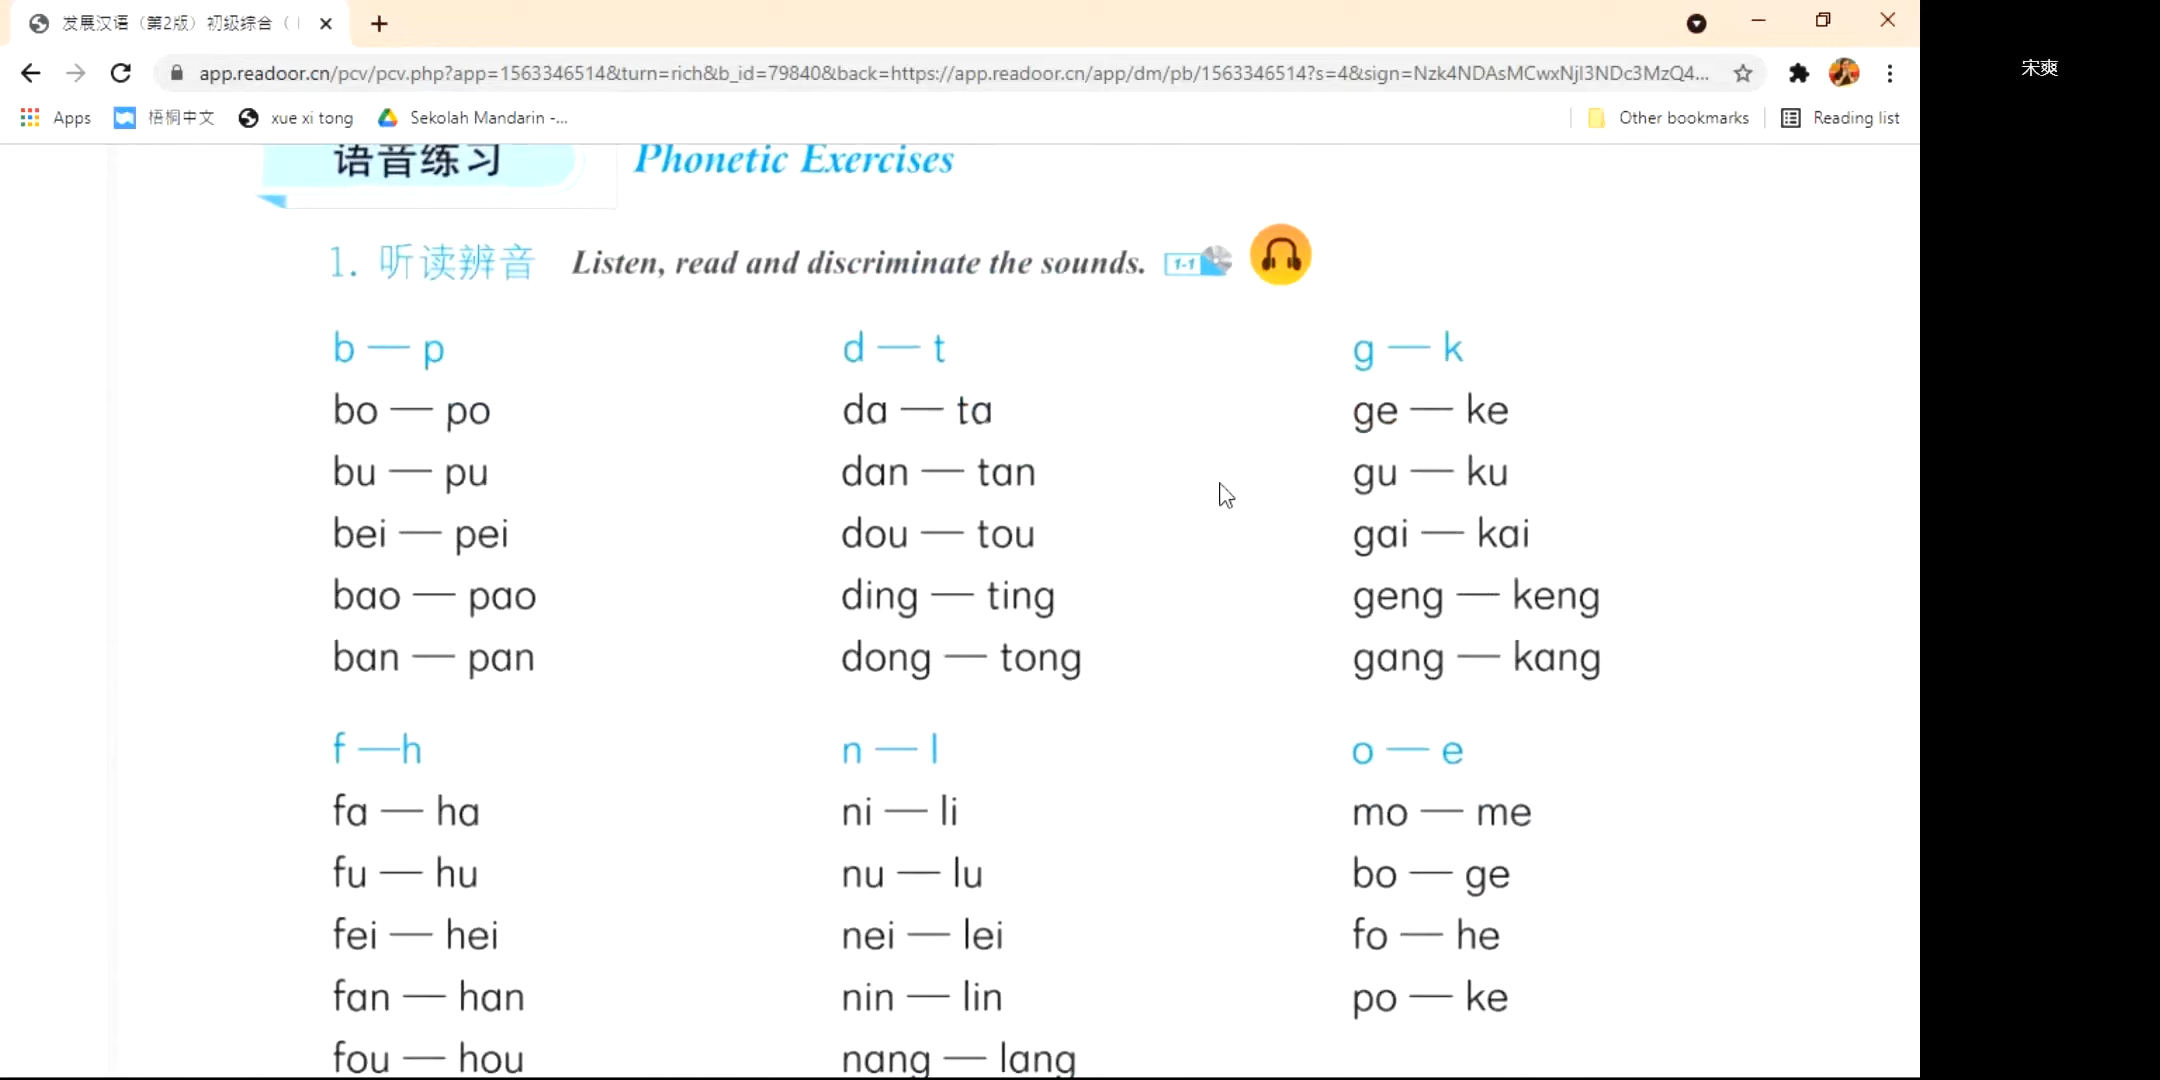 发展汉语（第2版）初级综合（
app.readoor.cn/pcv/pcv.php?app=1563346514&turn=rich&b_id=79840&back=https://app.readoor.cn/app/dm/pb/1563346514?s=4&sign=Nzk4NDAsMCwxNjI3NDc3MzQ4...
Apps 梧桐中文 xue xi tong Sekolah Mandarin -... Other bookmarks Reading list
宋爽
语音练习 Phonetic Exercises
1. 听读辨音 Listen, read and discriminate the sounds. 1-1
b — p d — t g — k
bo — po da — ta ge — ke
bu — pu dan — tan gu — ku
bei — pei dou — tou gai — kai
bao — pao ding — ting geng — keng
ban — pan dong — tong gang — kang
f —h n — l o — e
fa — ha ni — li mo — me
fu — hu nu — lu bo — ge
fei — hei nei — lei fo — he
fan — han nin — lin po — ke
fou — hou nang — lang